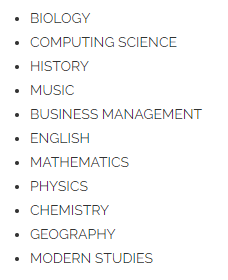 BIOLOGY
COMPUTING SCIENCE
HISTORY
MUSIC
BUSINESS MANAGEMENT
ENGLISH
MATHEMATICS
PHYSICS
CHEMISTRY
GEOGRAPHY
MODERN STUDIES